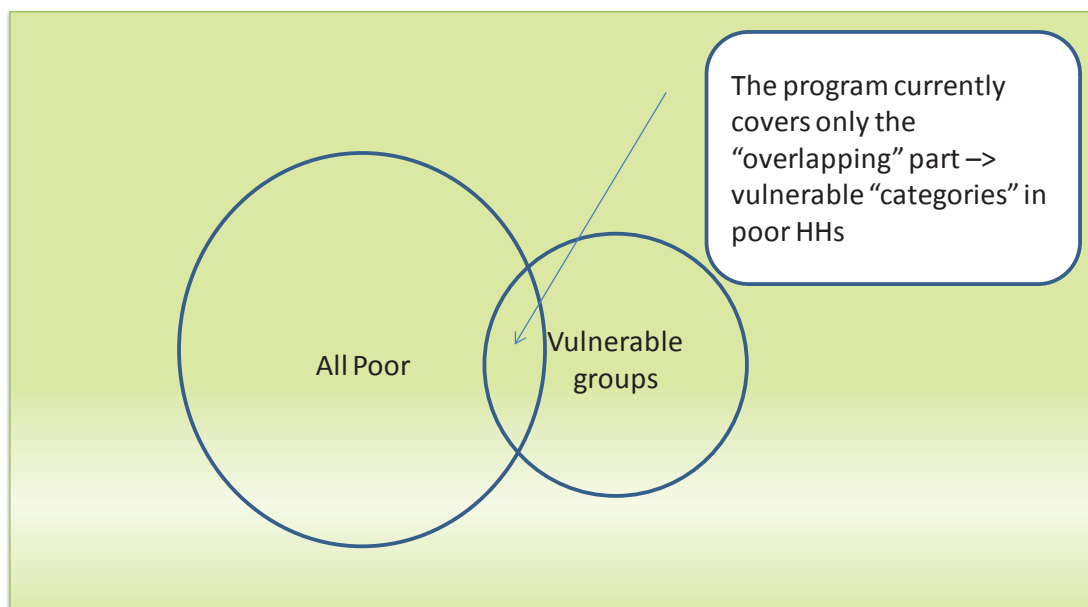 The program currently
covers only the
“overlapping” part –>
vulnerable “categories” in
poor HHs
All Poor
Vulnerable
groups